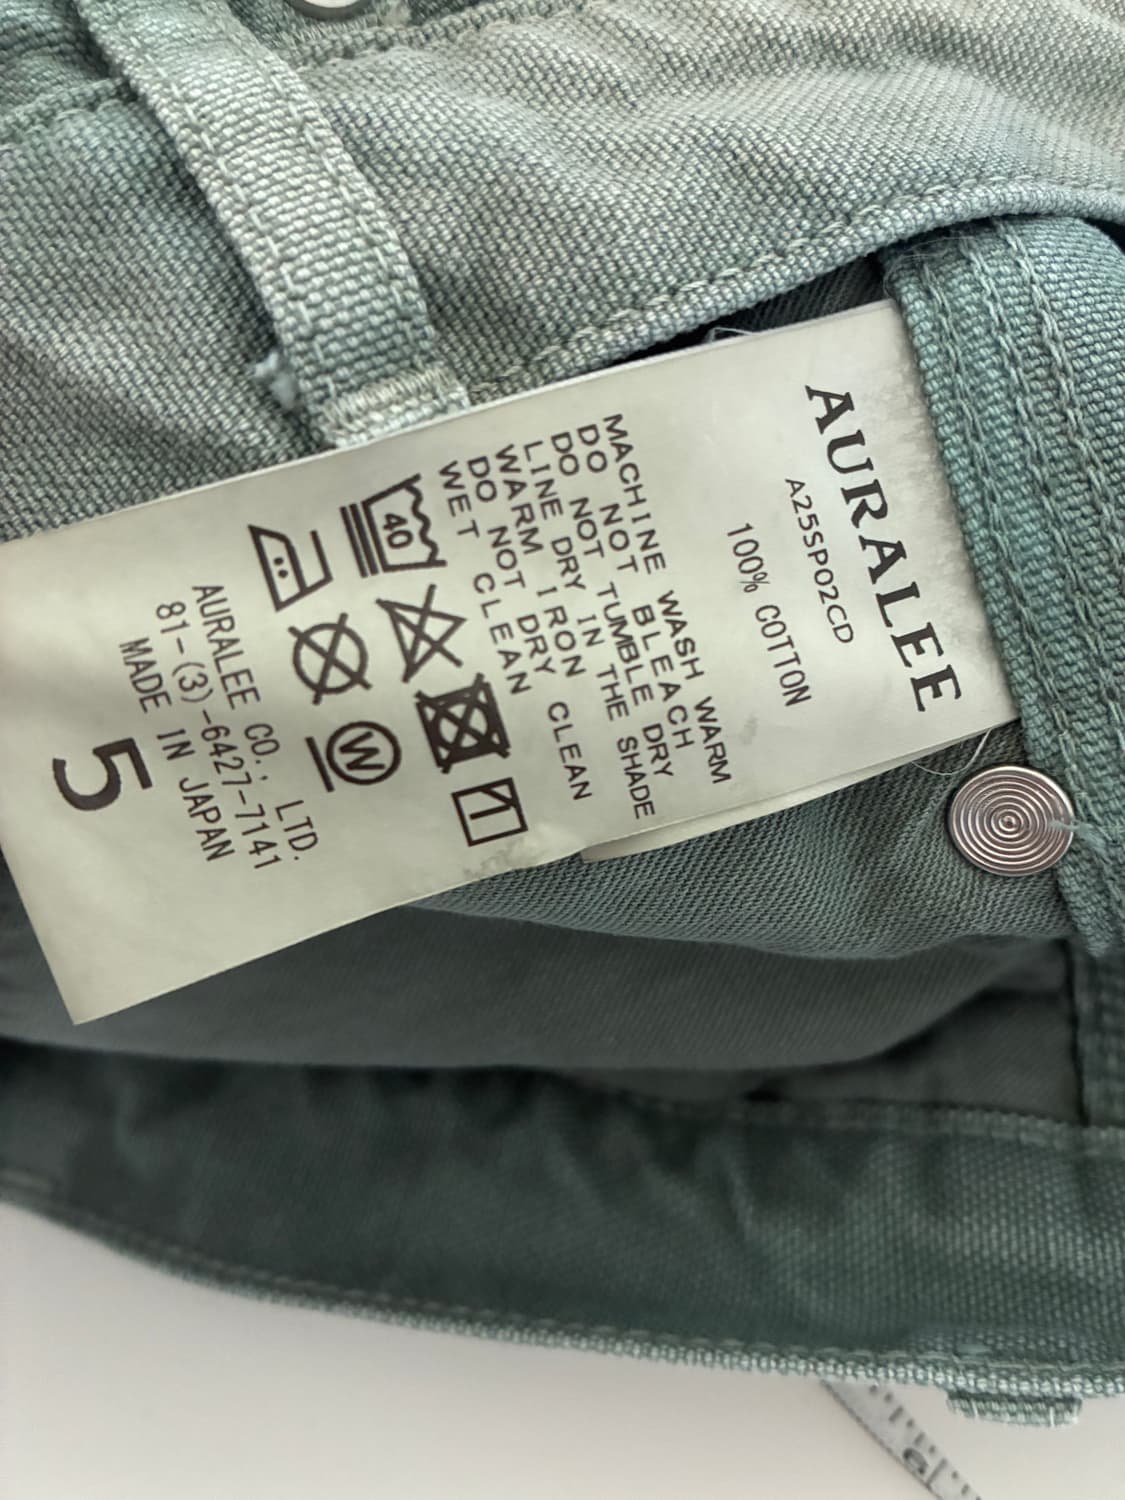 AURALEE
A25SP02CD
100% COTTON
MACHINE WASH WARM
DO NOT BLEACH
DO NOT TUMBLE DRY
LINE DRY IN THE SHADE
WARM IRON
DO NOT DRY CLEAN
WET CLEAN
40
W
AURALEE CO., LTD.
81-(3)-6427-7141
MADE IN JAPAN
5